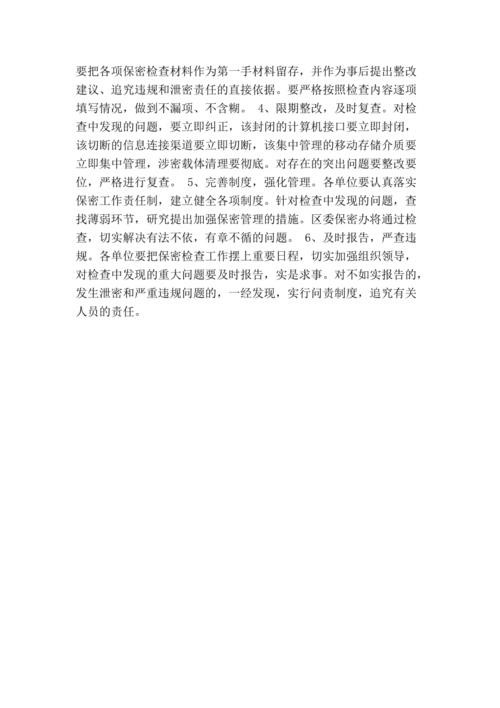 要把各项保密检查材料作为第一手材料留存，并作为事后提出整改
建议、追究违规和泄密责任的直接依据。要严格按照检查内容逐项
填写情况，做到不漏项、不含糊。 4、限期整改，及时复查。对检
查中发现的问题，要立即纠正，该封闭的计算机接口要立即封闭，
该切断的信息连接渠道要立即切断，该集中管理的移动存储介质要
立即集中管理，涉密载体清理要彻底。对存在的突出问题要整改要
位，严格进行复查。 5、完善制度，强化管理。各单位要认真落实
保密工作责任制，建立健全各项制度。针对检查中发现的问题，查
找薄弱环节，研究提出加强保密管理的措施。区委保密办将通过检
查，切实解决有法不依，有章不循的问题。 6、及时报告，严查违
规。各单位要把保密检查工作摆上重要日程，切实加强组织领导，
对检查中发现的重大问题要及时报告，实是求事。对不如实报告的，
发生泄密和严重违规问题的，一经发现，实行问责制度，追究有关
人员的责任。